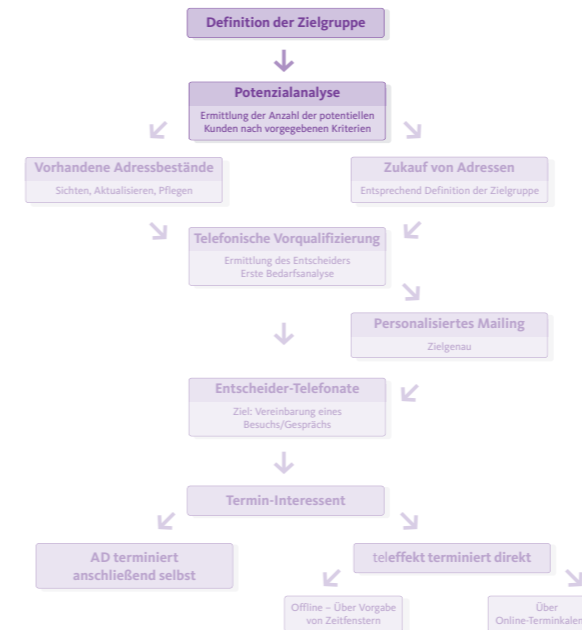 Definition der Zielgruppe
Potenzialanalyse
Ermittlung der Anzahl der potentiellen
Kunden nach vorgegebenen Kriterien
Vorhandene Adressbestände
Sichten, Aktualisieren, Pflegen
Zukauf von Adressen
Entsprechend Definition der Zielgruppe
Telefonische Vorqualifizierung
Ermittlung des Entscheiders
Erste Bedarfsanalyse
Personalisiertes Mailing
Zielgenau
Entscheider-Telefonate
Ziel: Vereinbarung eines
Besuchs/Gesprächs
Termin-Interessent
AD terminiert
anschließend selbst
teleffekt terminiert direkt
Offline – Über Vorgabe
von Zeitfenstern
Über